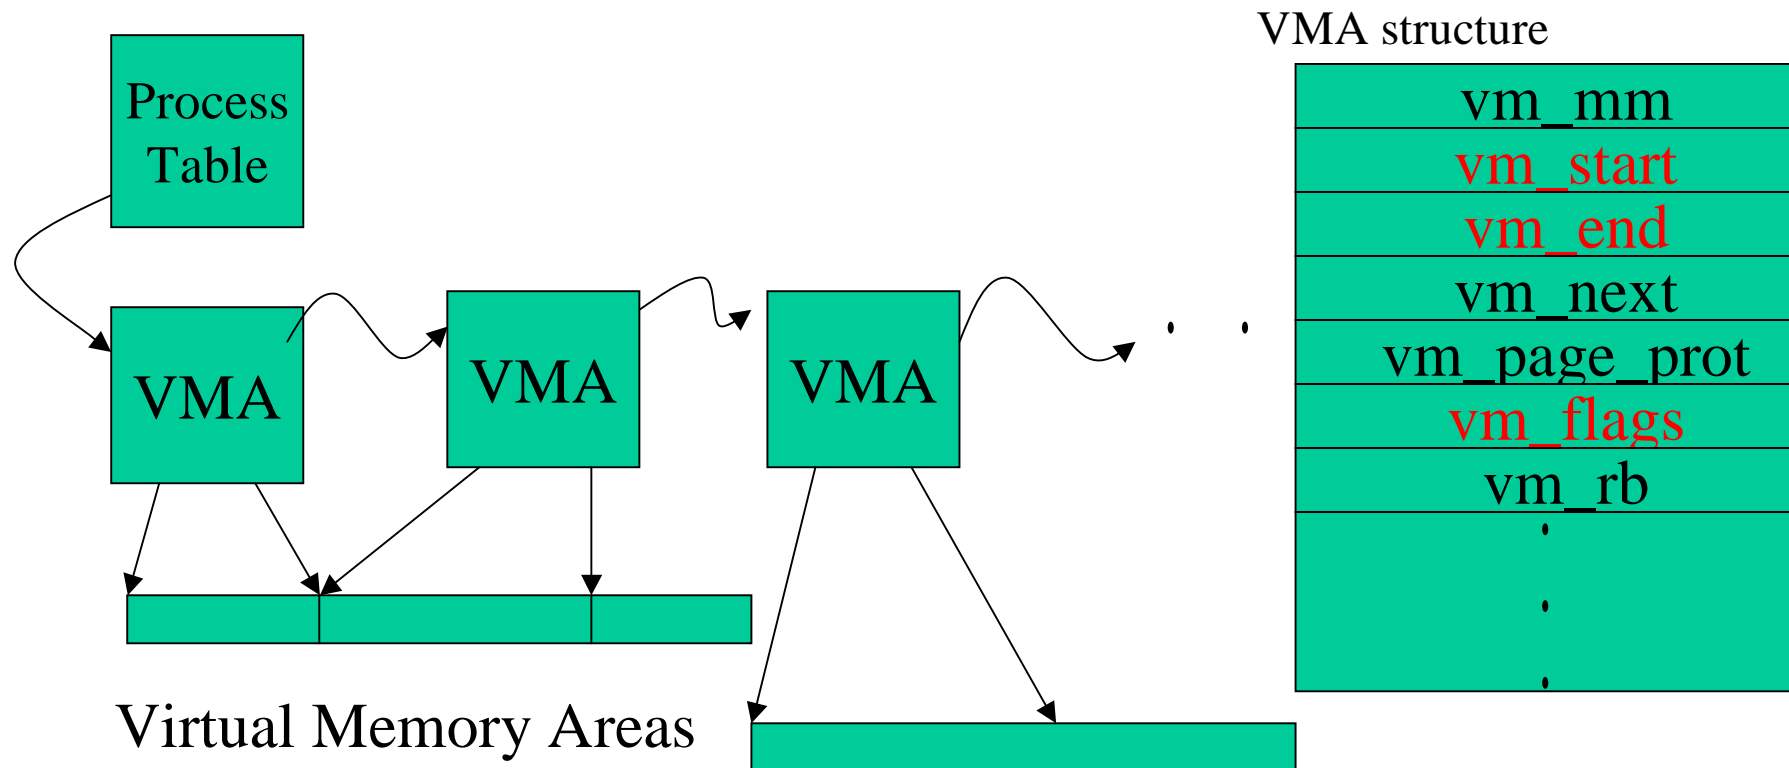 VMA structure
Process
Table
vm_mm
vm_start
vm_end
vm_next
vm_page_prot
vm_flags
vm_rb
VMA
VMA
VMA
Virtual Memory Areas